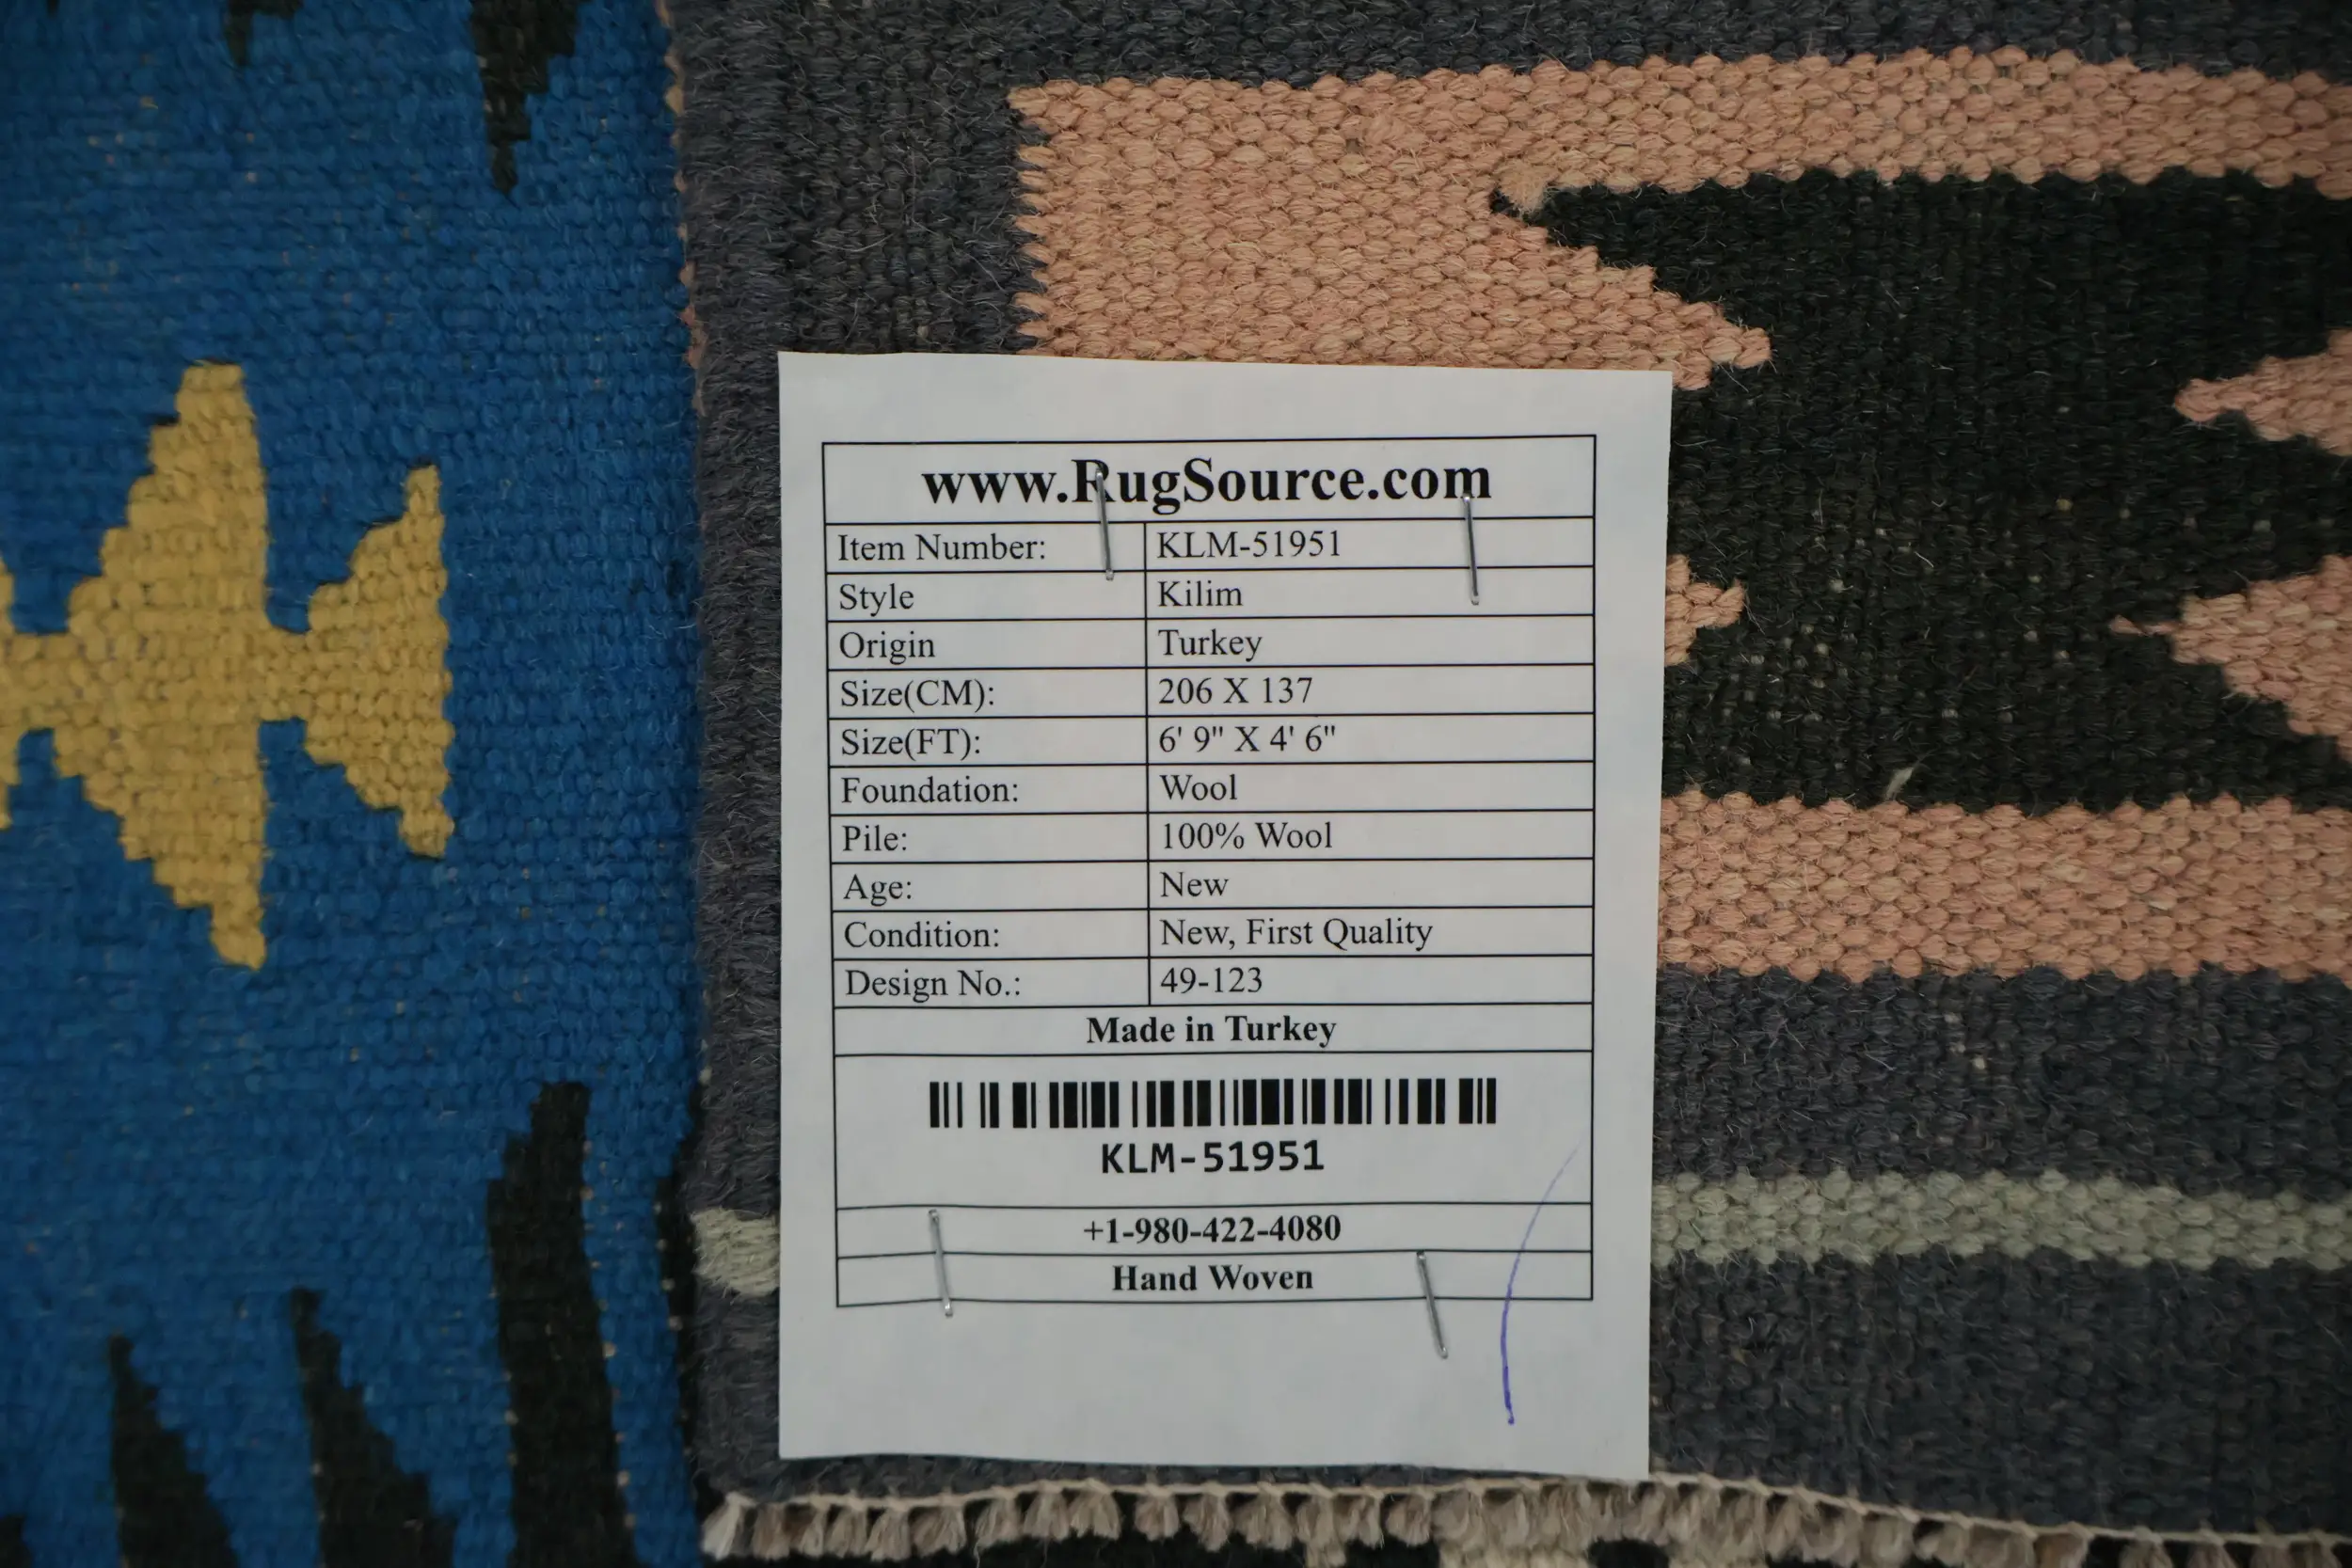 www.RugSource.com
Item Number: KLM-51951
Style Kilim
Origin Turkey
Size(CM): 206 X 137
Size(FT): 6' 9" X 4' 6"
Foundation: Wool
Pile: 100% Wool
Age: New
Condition: New, First Quality
Design No.: 49-123
Made in Turkey
KLM-51951
+1-980-422-4080
Hand Woven